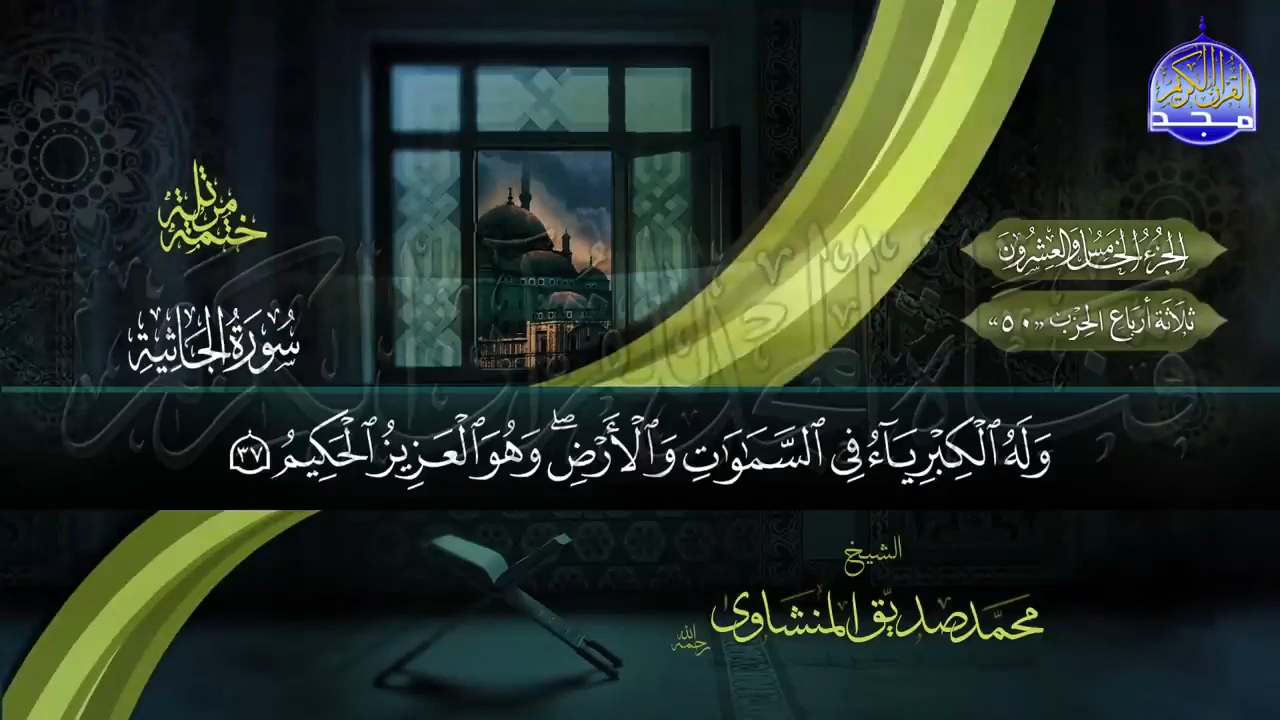 القرآن الكريم
مجد
ختمة مرتلة
الجزء الخامس والعشرون
سورة الجاثية
ثلاثة أرباع الحزب «٥٠»
وَلَهُ ٱلْكِبْرِيَآءُ فِى ٱلسَّمَٰوَٰتِ وَٱلْأَرْضِ ۖ وَهُوَ ٱلْعَزِيزُ ٱلْحَكِيمُ ٣٧
الشيخ
محمد صديق المنشاوى
رحمه الله